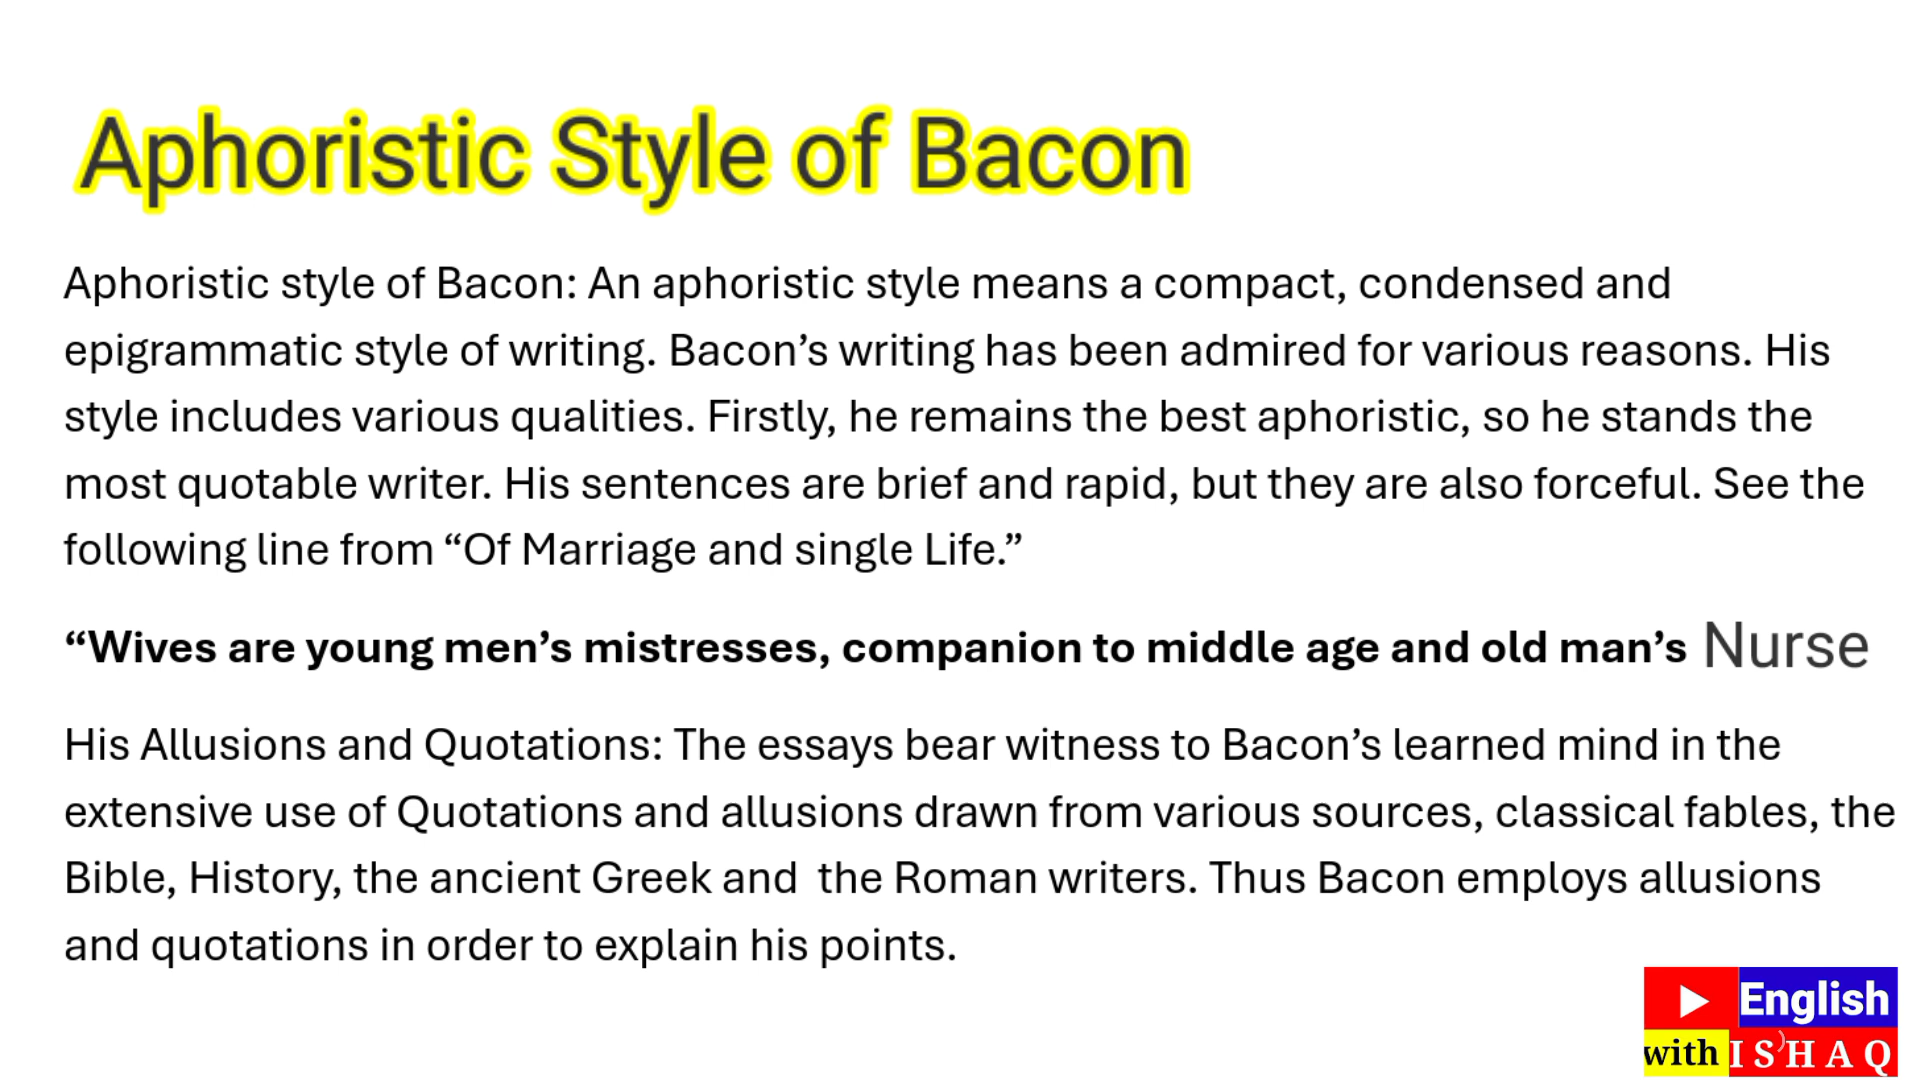 Aphoristic Style of Bacon
Aphoristic style of Bacon: An aphoristic style means a compact, condensed and
epigrammatic style of writing. Bacon’s writing has been admired for various reasons. His
style includes various qualities. Firstly, he remains the best aphoristic, so he stands the
most quotable writer. His sentences are brief and rapid, but they are also forceful. See the
following line from “Of Marriage and single Life.”
“Wives are young men’s mistresses, companion to middle age and old man’s Nurse
His Allusions and Quotations: The essays bear witness to Bacon’s learned mind in the
extensive use of Quotations and allusions drawn from various sources, classical fables, the
Bible, History, the ancient Greek and  the Roman writers. Thus Bacon employs allusions
and quotations in order to explain his points.
English
with ISHAQ